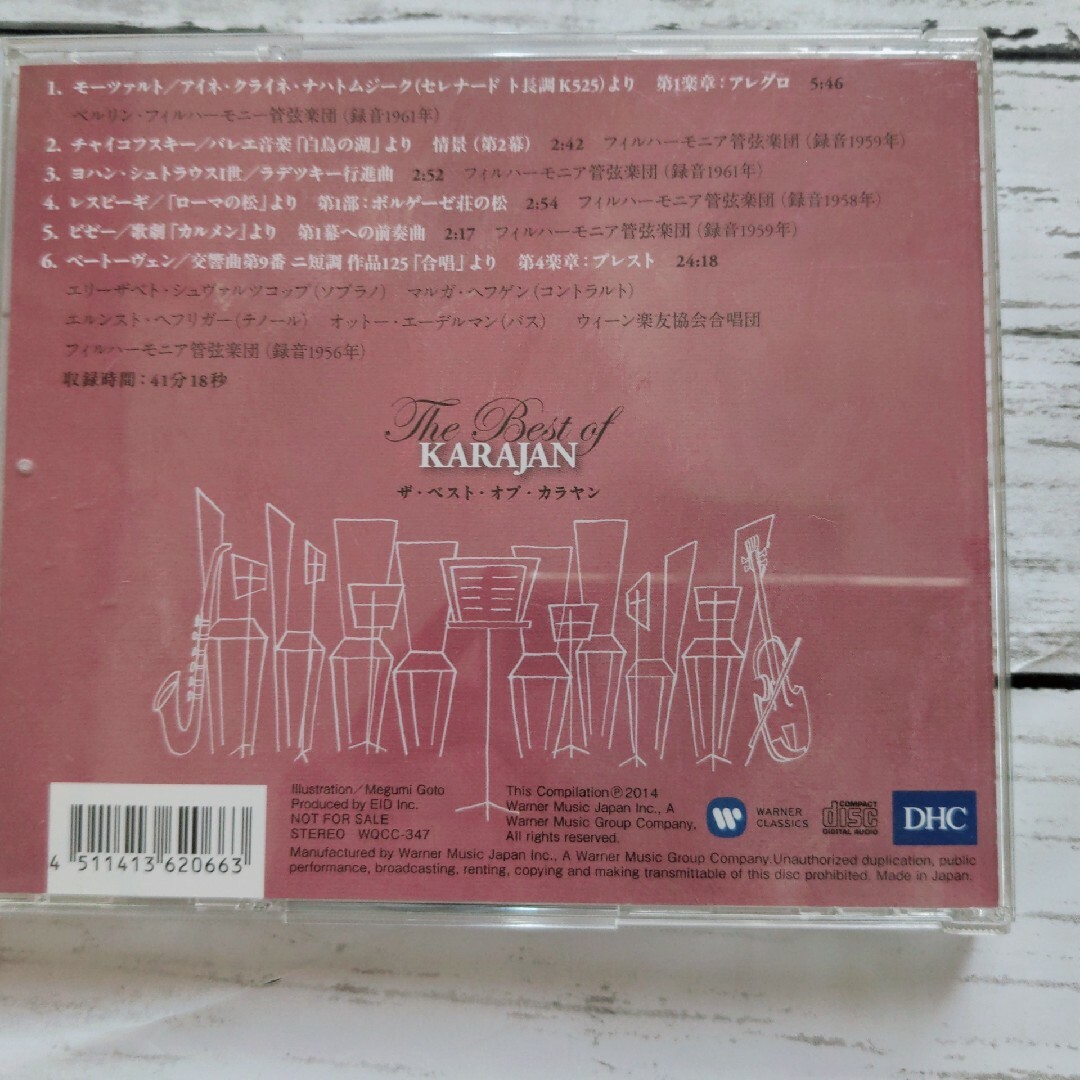 1. モーツァルト／アイネ・クライネ・ナハトムジーク（セレナード ト長調 K525）より　第1楽章：アレグロ　5:46
ベルリン・フィルハーモニー管弦楽団（録音1961年）
2. チャイコフスキー／バレエ音楽「白鳥の湖」より　情景（第2幕）　2:42　フィルハーモニア管弦楽団（録音1959年）
3. ヨハン・シュトラウスI世／ラデツキー行進曲　2:52　フィルハーモニア管弦楽団（録音1961年）
4. レスピーギ／「ローマの松」より　第1部：ボルゲーゼ荘の松　2:54　フィルハーモニア管弦楽団（録音1958年）
5. ビゼー／歌劇「カルメン」より　第1幕への前奏曲　2:17　フィルハーモニア管弦楽団（録音1959年）
6. ベートーヴェン／交響曲第9番 ニ短調 作品125「合唱」より　第4楽章：プレスト　24:18
エリーザベト・シュヴァルツコップ（ソプラノ）　マルガ・ヘフゲン（コントラルト）
エルンスト・ヘフリガー（テノール）　オットー・エーデルマン（バス）　ウィーン楽友協会合唱団
フィルハーモニア管弦楽団（録音1956年）
収録時間：41分18秒
The Best of
KARAJAN
ザ・ベスト・オブ・カラヤン
Illustration／Megumi Goto
Produced by EID Inc.
NOT FOR SALE
STEREO WQCC-347
This Compilation℗2014
Warner Music Japan Inc., A
Warner Music Group Company.
All rights reserved.
WARNER
CLASSICS
COMPACT
disc
DIGITAL AUDIO
DHC
Manufactured by Warner Music Japan Inc., A Warner Music Group Company.Unauthorized duplication, public
performance, broadcasting, renting, copying and making transmittable of this disc prohibited. Made in Japan.
4 511413 620663